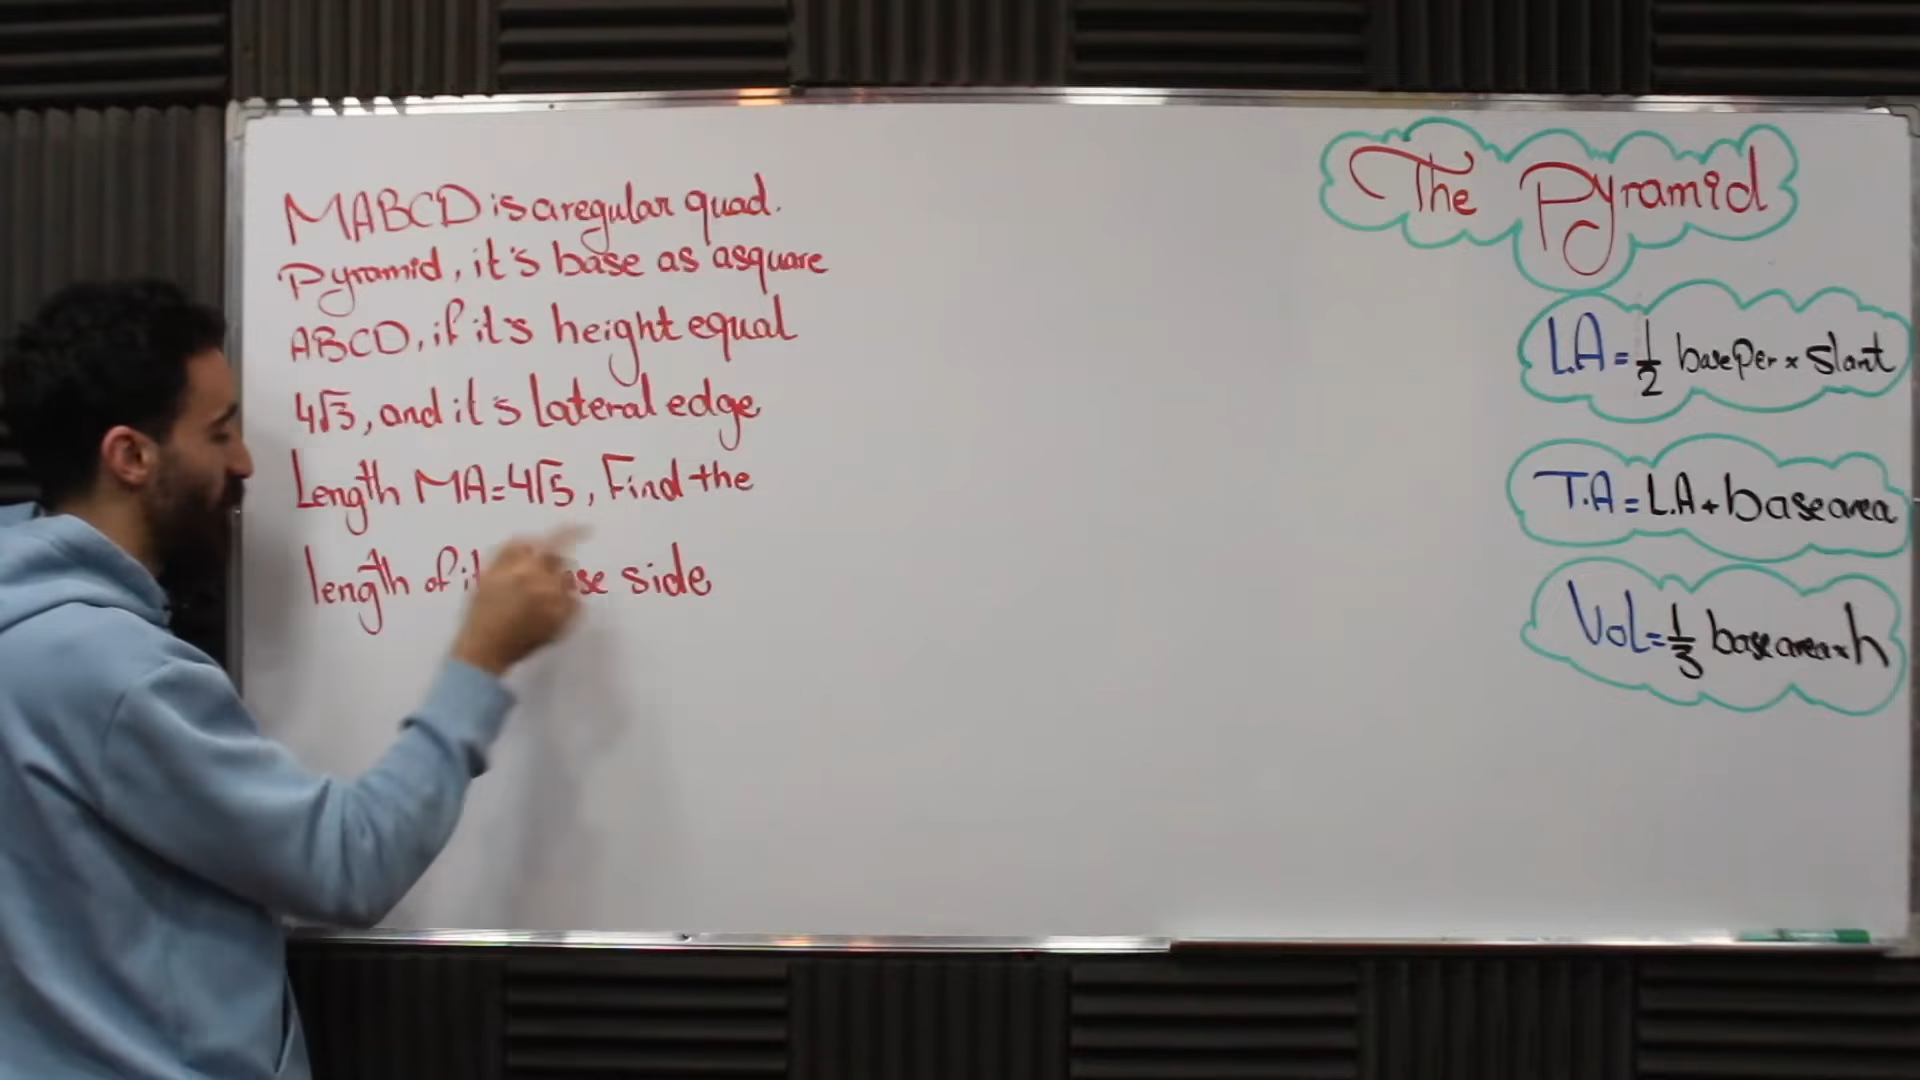 MABCD is a regular quad.
Pyramid, it's base as a square
ABCD, if it's height equal
4√3, and it's lateral edge
Length MA=4√5, Find the
length of side
The Pyramid
L.A = 1/2 base Per × slant
T.A = L.A + base area
Vol = 1/3 base area × h